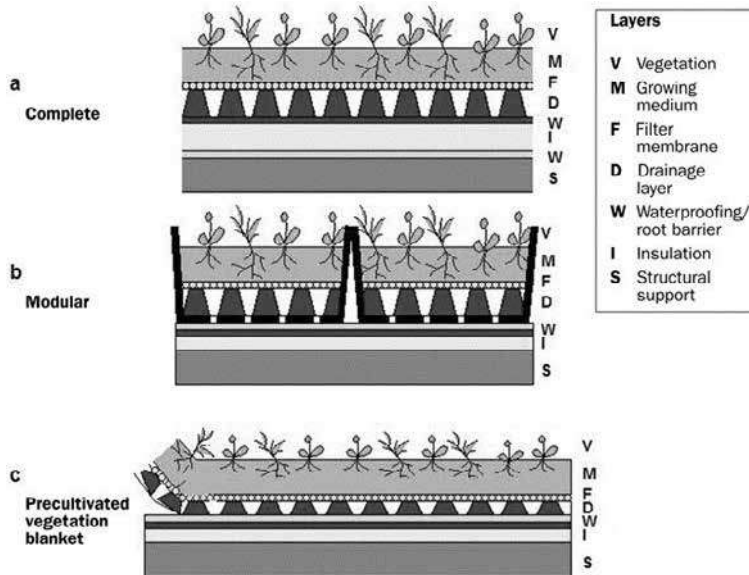 a
Complete
V
M
F
D
W
I
W
S
b
Modular
V
M
F
D
W
I
S
c
Precultivated
vegetation
blanket
V
M
F
D
W
I
S
Layers
V Vegetation
M Growing
medium
F Filter
membrane
D Drainage
layer
W Waterproofing/
root barrier
I Insulation
S Structural
support